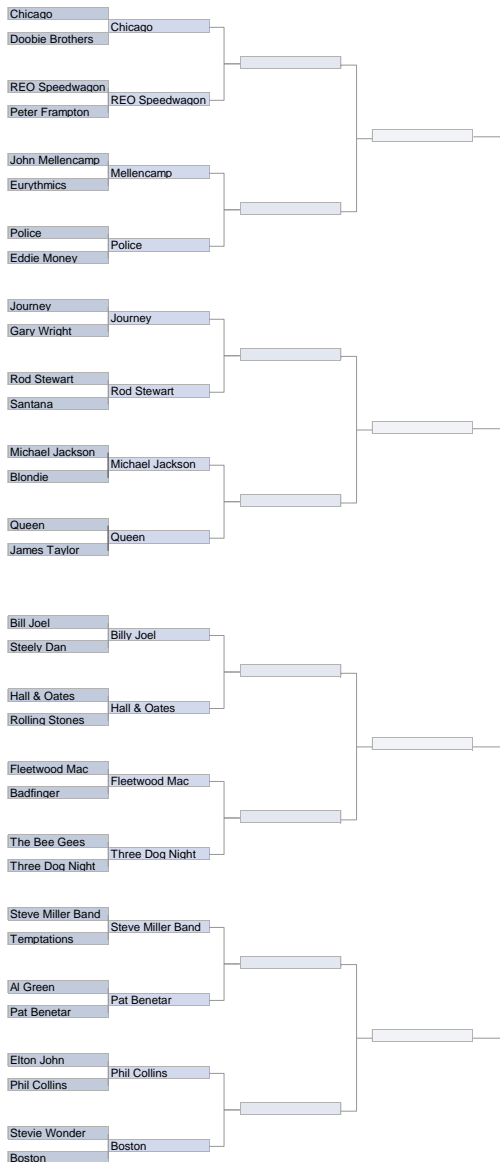 Chicago
Chicago
Doobie Brothers
REO Speedwagon
REO Speedwagon
Peter Frampton
John Mellencamp
Mellencamp
Eurythmics
Police
Police
Eddie Money
Journey
Journey
Gary Wright
Rod Stewart
Rod Stewart
Santana
Michael Jackson
Michael Jackson
Blondie
Queen
Queen
James Taylor
Bill Joel
Billy Joel
Steely Dan
Hall & Oates
Hall & Oates
Rolling Stones
Fleetwood Mac
Fleetwood Mac
Badfinger
The Bee Gees
Three Dog Night
Three Dog Night
Steve Miller Band
Steve Miller Band
Temptations
Al Green
Pat Benetar
Pat Benetar
Elton John
Phil Collins
Phil Collins
Stevie Wonder
Boston
Boston